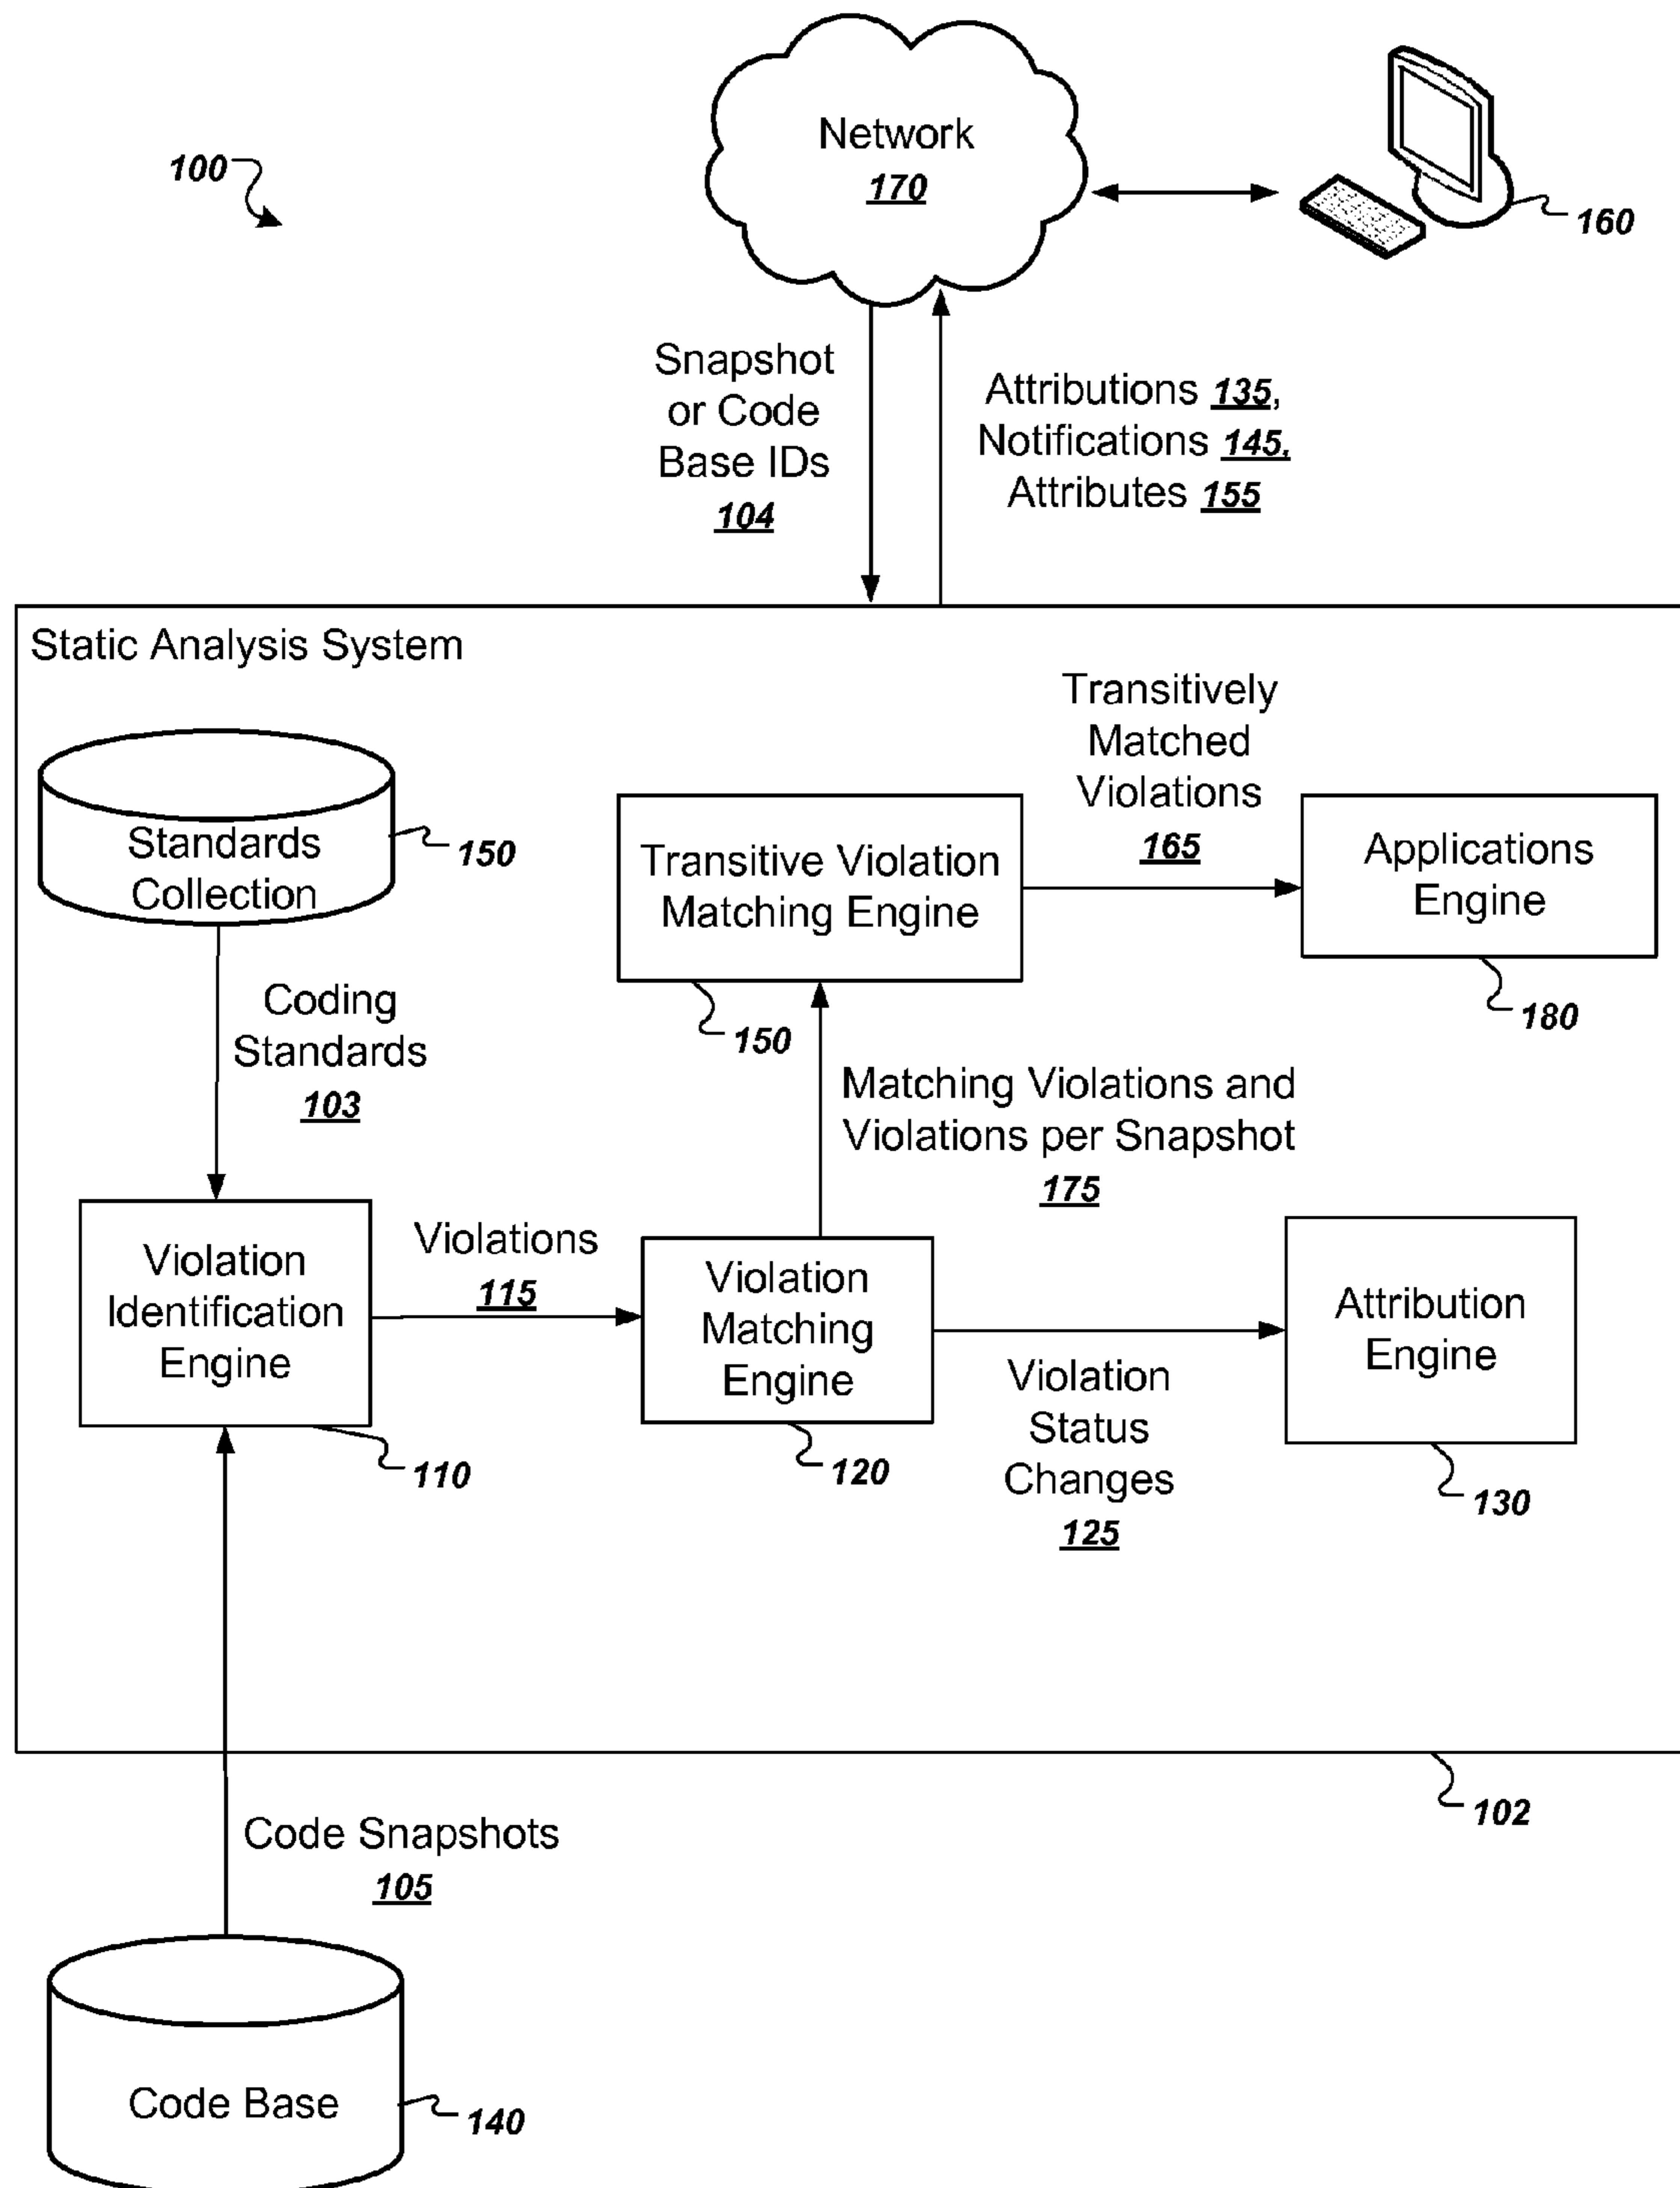 Network
170
100
160
Snapshot
or Code
Base IDs
104
Attributions 135,
Notifications 145,
Attributes 155
Static Analysis System
Transitively
Matched
Violations
165
Standards
Collection
150
Transitive Violation
Matching Engine
150
Applications
Engine
180
Coding
Standards
103
Matching Violations and
Violations per Snapshot
175
Violation
Identification
Engine
110
Violations
115
Violation
Matching
Engine
120
Violation
Status
Changes
125
Attribution
Engine
130
102
Code Snapshots
105
Code Base
140